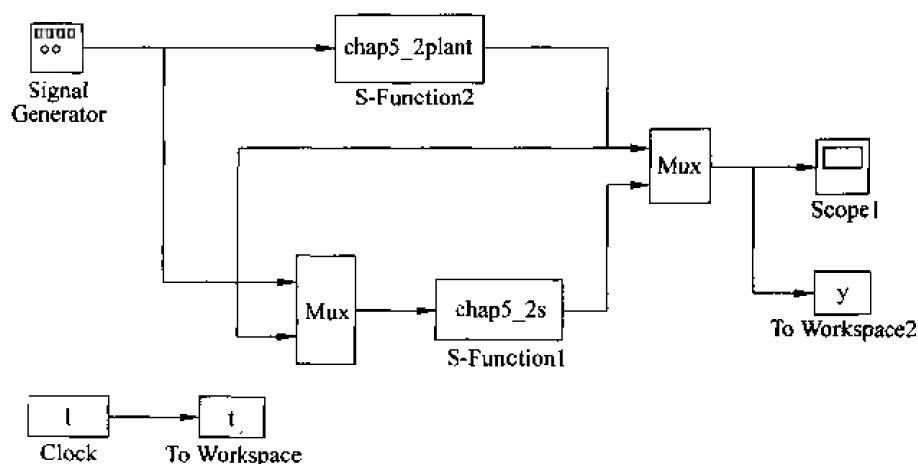 chap5_2plant
Signal
Generator
S-Function2
Mux
Scope1
Mux
chap5_2s
y
To Workspace2
S-Function1
t
Clock
To Workspace